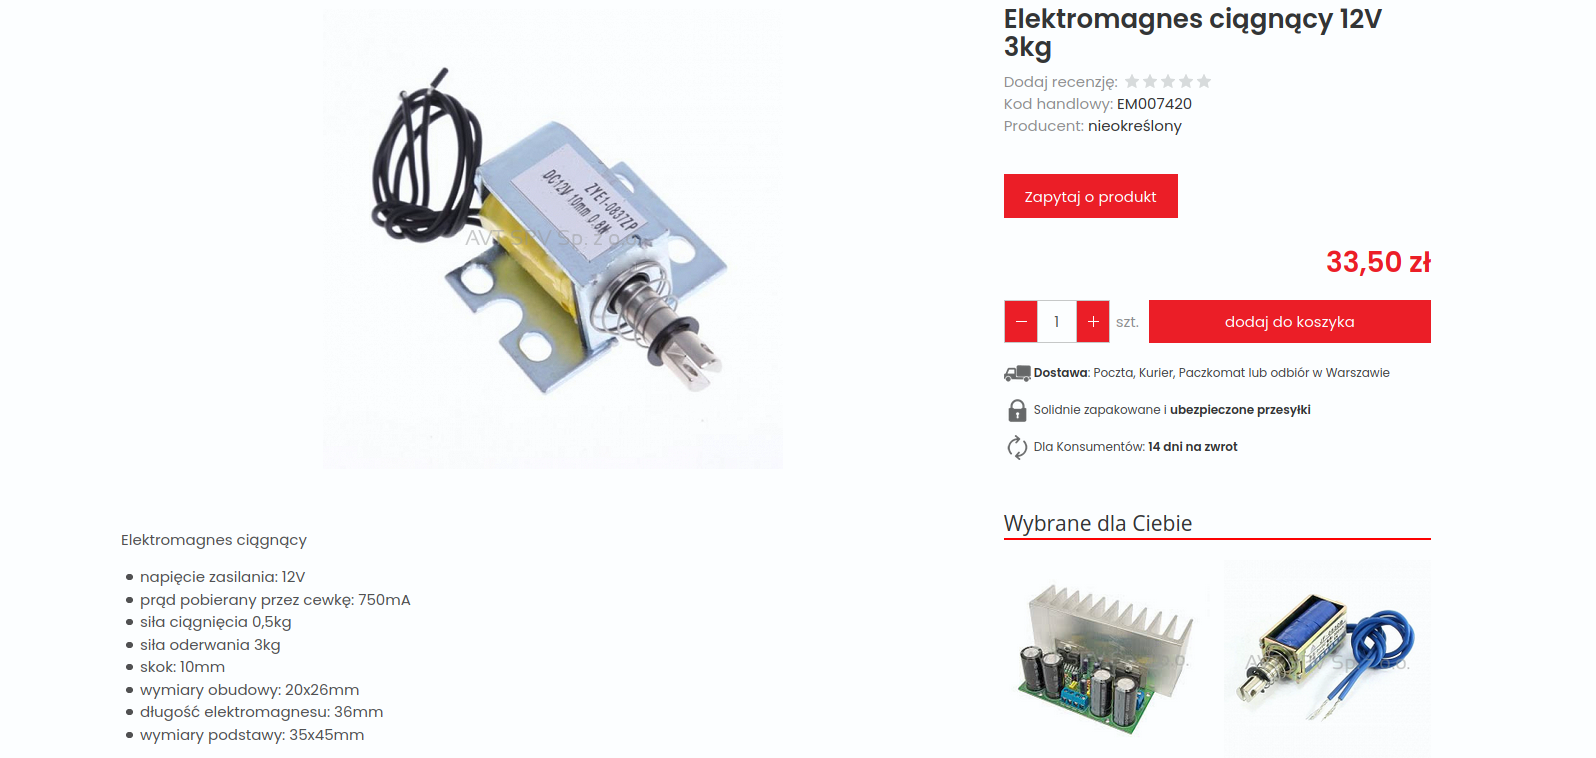 ZYE1-0837ZP
DC12V 10mm 0.8N
AVT SPV Sp. z o.o.
Elektromagnes ciągnący 12V
3kg
Dodaj recenzję:
Kod handlowy: EM007420
Producent: nieokreślony
Zapytaj o produkt
33,50 zł
1
szt.
dodaj do koszyka
Dostawa: Poczta, Kurier, Paczkomat lub odbiór w Warszawie
Solidnie zapakowane i ubezpieczone przesyłki
Dla Konsumentów: 14 dni na zwrot
Elektromagnes ciągnący
napięcie zasilania: 12V
prąd pobierany przez cewkę: 750mA
siła ciągnięcia 0,5kg
siła oderwania 3kg
skok: 10mm
wymiary obudowy: 20x26mm
długość elektromagnesu: 36mm
wymiary podstawy: 35x45mm
Wybrane dla Ciebie
AVT SPV Sp. z o.o.